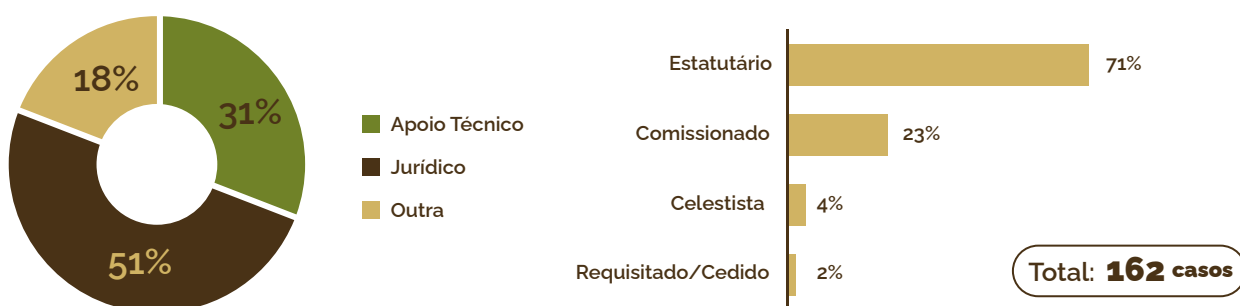 18%
31%
51%
Apoio Técnico
Jurídico
Outra
Estatutário 71%
Comissionado 23%
Celestista 4%
Requisitado/Cedido 2%
Total: 162 casos